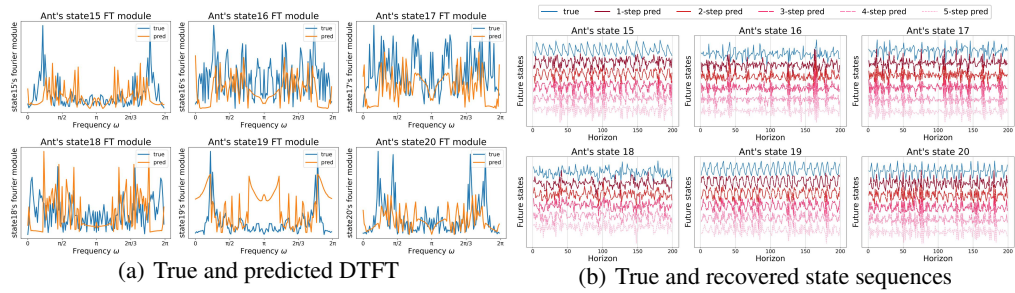 Ant's state15 FT module
true
pred
state15's fourier module
0 π/2 π 2π/3 2π
Frequency ω
Ant's state16 FT module
true
pred
state16's fourier module
0 π/2 π 2π/3 2π
Frequency ω
Ant's state17 FT module
true
pred
state17's fourier module
0 π/2 π 2π/3 2π
Frequency ω
Ant's state18 FT module
true
pred
state18's fourier module
0 π/2 π 2π/3 2π
Frequency ω
Ant's state19 FT module
true
pred
state19's fourier module
0 π/2 π 2π/3 2π
Frequency ω
Ant's state20 FT module
true
pred
state20's fourier module
0 π/2 π 2π/3 2π
Frequency ω
(a) True and predicted DTFT
true 1-step pred 2-step pred 3-step pred 4-step pred 5-step pred
Ant's state 15
Future states
0 50 100 150 200
Horizon
Ant's state 16
Future states
0 50 100 150 200
Horizon
Ant's state 17
Future states
0 50 100 150 200
Horizon
Ant's state 18
Future states
0 50 100 150 200
Horizon
Ant's state 19
Future states
0 50 100 150 200
Horizon
Ant's state 20
Future states
0 50 100 150 200
Horizon
(b) True and recovered state sequences